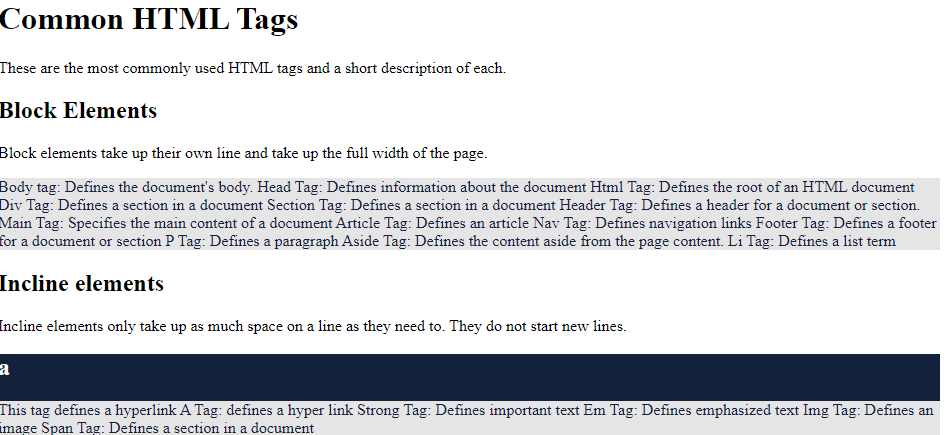 Common HTML Tags
These are the most commonly used HTML tags and a short description of each.
Block Elements
Block elements take up their own line and take up the full width of the page.
Body tag: Defines the document's body. Head Tag: Defines information about the document Html Tag: Defines the root of an HTML document
Div Tag: Defines a section in a document Section Tag: Defines a section in a document Header Tag: Defines a header for a document or section.
Main Tag: Specifies the main content of a document Article Tag: Defines an article Nav Tag: Defines navigation links Footer Tag: Defines a footer
for a document or section P Tag: Defines a paragraph Aside Tag: Defines the content aside from the page content. Li Tag: Defines a list term
Incline elements
Incline elements only take up as much space on a line as they need to. They do not start new lines.
a
This tag defines a hyperlink A Tag: defines a hyper link Strong Tag: Defines important text Em Tag: Defines emphasized text Img Tag: Defines an
image Span Tag: Defines a section in a document